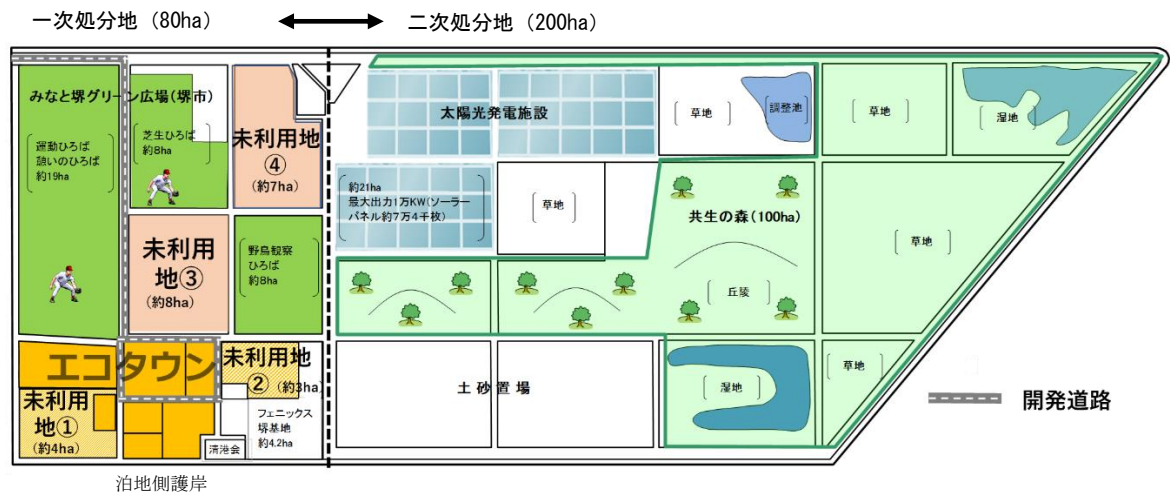 一次処分地（80ha）
二次処分地（200ha）
みなと堺グリーン広場(堺市)
運動ひろば
憩いのひろば
約19ha
芝生ひろば
約8ha
未利用地
④
(約7ha)
太陽光発電施設
草地
調整池
草地
湿地
約21ha
最大出力1万KW(ソーラー
パネル約7万4千枚)
草地
共生の森(100ha)
草地
未利用
地③
(約8ha)
野鳥観察
ひろば
約8ha
丘陵
エコタウン
未利用地
② (約3ha)
未利用
地①
(約4ha)
フェニックス
堺基地
約4.2ha
清港会
土砂置場
湿地
草地
開発道路
泊地側護岸